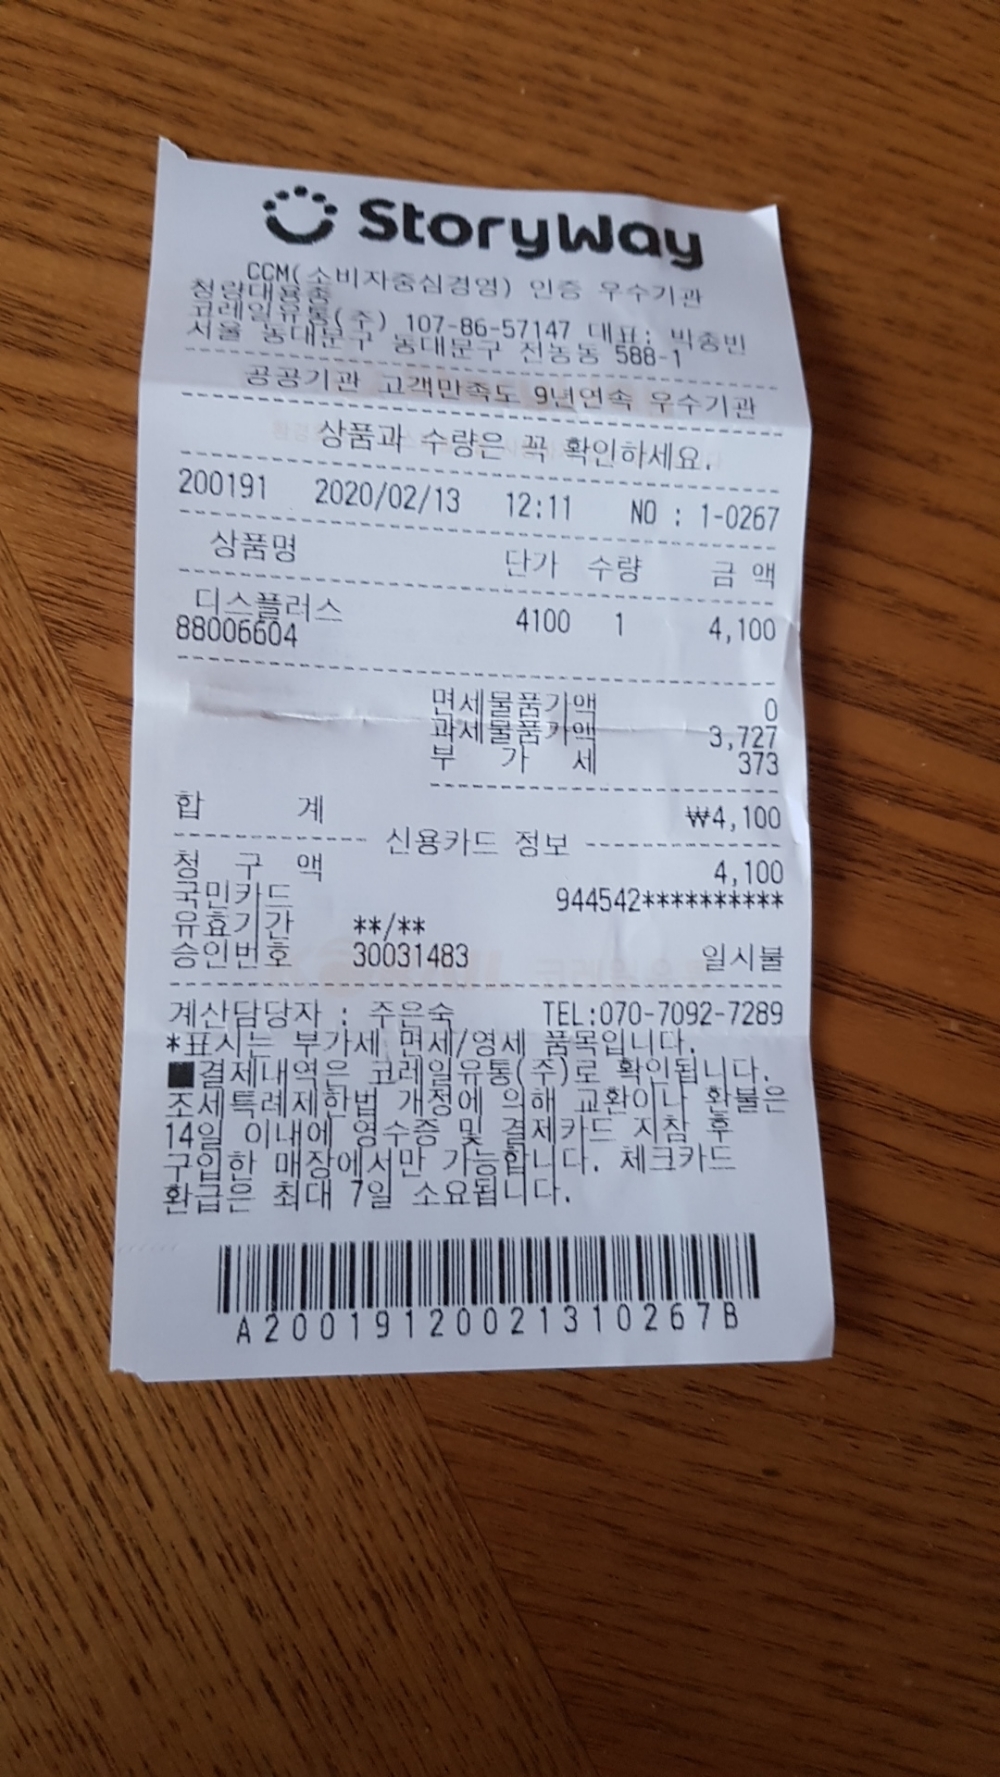 StoryWay
CCM(소비자중심경영) 인증 우수기관
코레일유통(주) 107-86-57147 대표: 박종빈
서울 동대문구 동대문구 전농동 588-1
공공기관 고객만족도 9년연속 우수기관
상품과 수량은 꼭 확인하세요.
200191 2020/02/13 12:11 NO : 1-0267
상품명 단가 수량 금 액
디스플러스 4100 1 4,100
88006604
면세물품가액 0
과세물품가액 3,727
부 가 세 373
합 계 ₩4,100
신용카드 정보
청 구 액 4,100
국민카드 944542**********
유효기간 **/**
승인번호 30031483 일시불
계산담당자 : 주은숙 TEL:070-7092-7289
*표시는 부가세 면세/영세 품목입니다.
■결제내역은 코레일유통(주)로 확인됩니다.
조세특례제한법 개정에 의해 교환이나 환불은
14일 이내에 영수증 및 결제카드 지참 후
구입한 매장에서만 가능합니다. 체크카드
환급은 최대 7일 소요됩니다.
A20019120021310267B